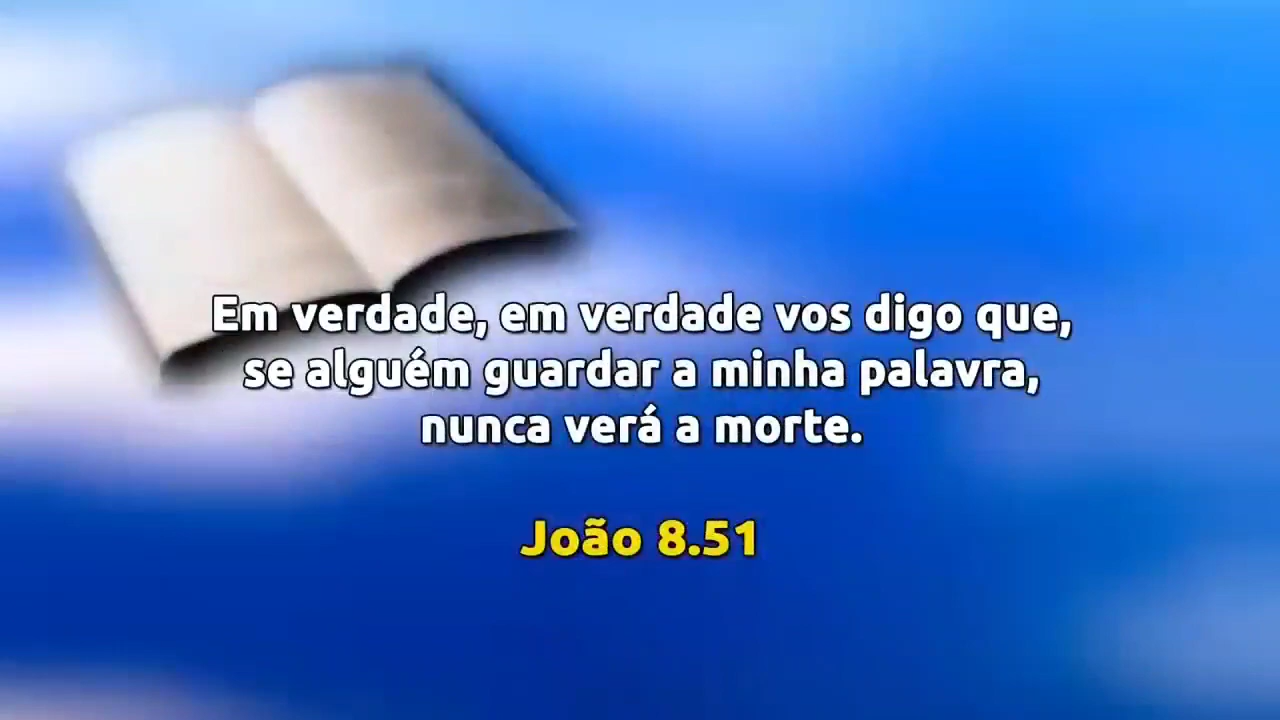 Em verdade, em verdade vos digo que,
se alguém guardar a minha palavra,
nunca verá a morte.
João 8.51